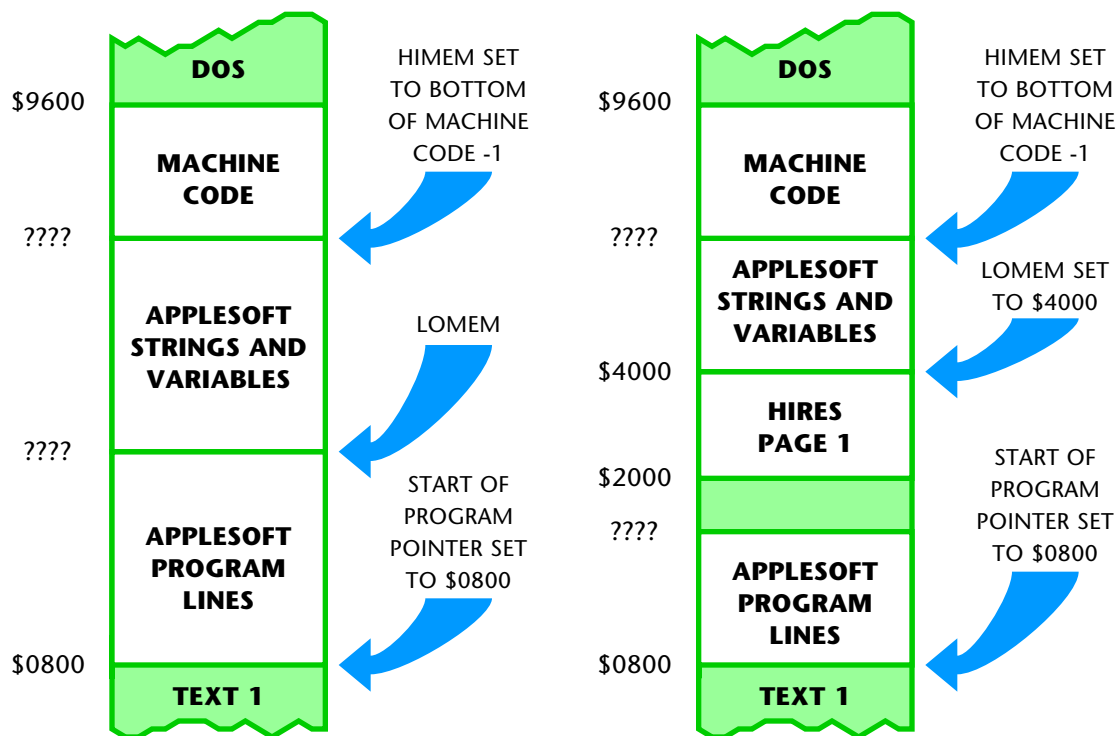 DOS
$9600
HIMEM SET
TO BOTTOM
OF MACHINE
CODE -1
MACHINE
CODE
????
APPLESOFT
STRINGS AND
VARIABLES
LOMEM
????
START OF
PROGRAM
POINTER SET
TO $0800
APPLESOFT
PROGRAM
LINES
$0800
TEXT 1
DOS
$9600
HIMEM SET
TO BOTTOM
OF MACHINE
CODE -1
MACHINE
CODE
????
APPLESOFT
STRINGS AND
VARIABLES
LOMEM SET
TO $4000
$4000
HIRES
PAGE 1
$2000
START OF
PROGRAM
POINTER SET
TO $0800
????
APPLESOFT
PROGRAM
LINES
$0800
TEXT 1